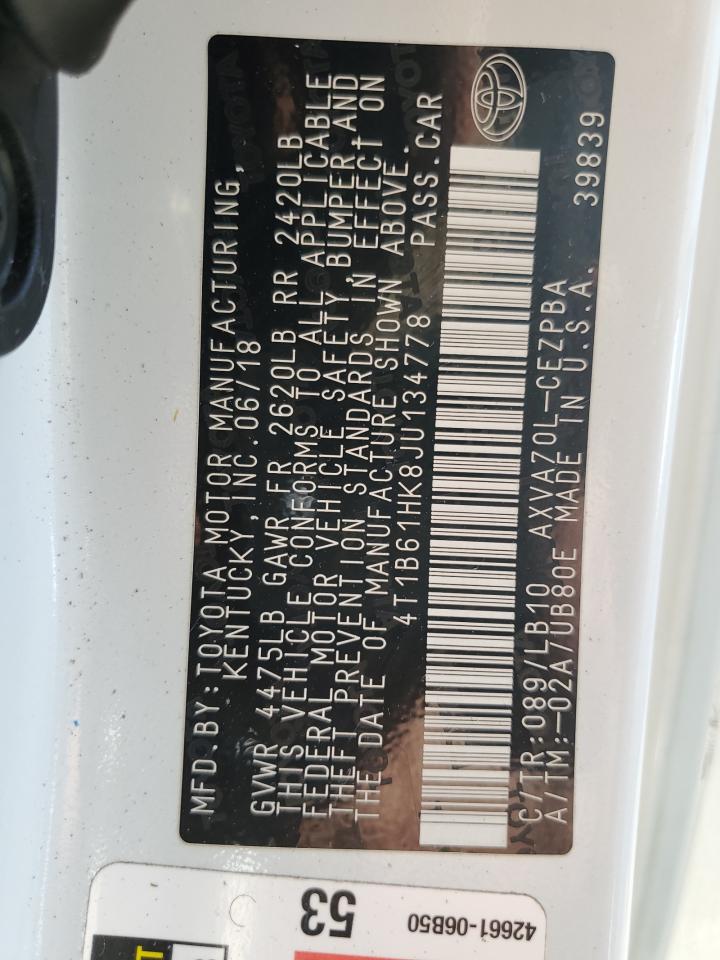 MFD.BY:TOYOTA MOTOR MANUFACTURING,
KENTUCKY, INC.06/18
GVWR 4475LB GAWR FR 2620LB RR 2420LB
THIS VEHICLE CONFORMS TO ALL APPLICABLE
FEDERAL MOTOR VEHICLE SAFETY, BUMPER, AND
THEFT PREVENTION STANDARDS IN EFFECT ON
THE DATE OF MANUFACTURE SHOWN ABOVE.
4T1B61HK8JU134778 PASS.CAR
C/TR:089/LB10 AXVA70L-CEZPBA
A/TM:-02A/UB80E MADE IN U.S.A. 39839
53
42661-06B50